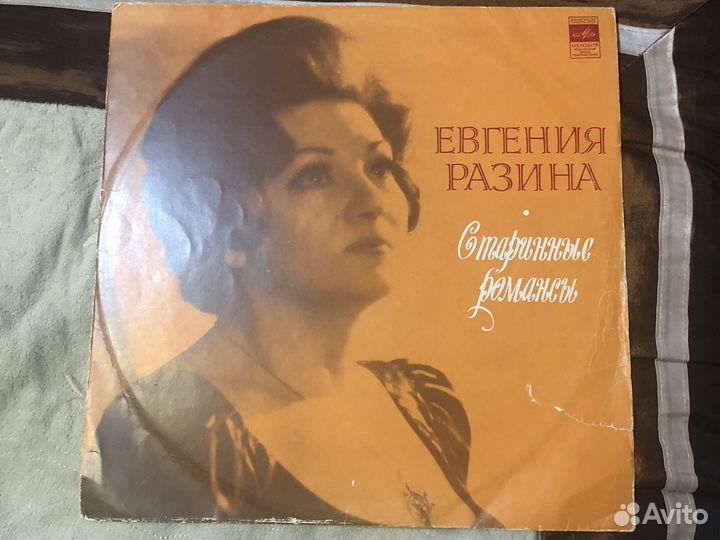 МЕЛОДИЯ
ЕВГЕНИЯ
РАЗИНА
Старинные
романсы
Avito